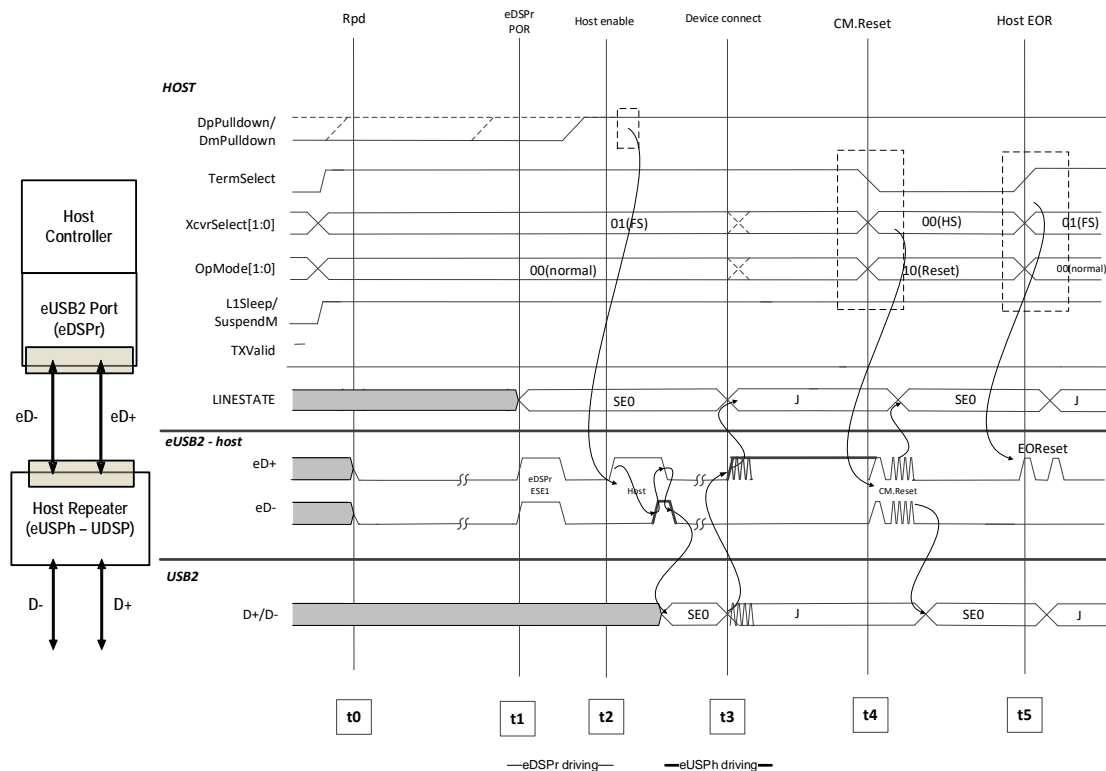 Rpd
eDSPr
POR
Host enable
Device connect
CM.Reset
Host EOR
HOST
DpPulldown/
DmPulldown
TermSelect
XcvrSelect[1:0]
01(FS)
00(HS)
01(FS)
OpMode[1:0]
00(normal)
10(Reset)
00(normal)
L1Sleep/
SuspendM
TXValid
LINESTATE
SE0
J
SE0
J
eUSB2 - host
eD+
eDSPr
ESE1
Host
EOReset
eD-
CM.Reset
USB2
D+/D-
SE0
J
SE0
J
t0
t1
t2
t3
t4
t5
eDSPr driving
eUSPh driving
Host
Controller
eUSB2 Port
(eDSPr)
eD-
eD+
Host Repeater
(eUSPh – UDSP)
D-
D+